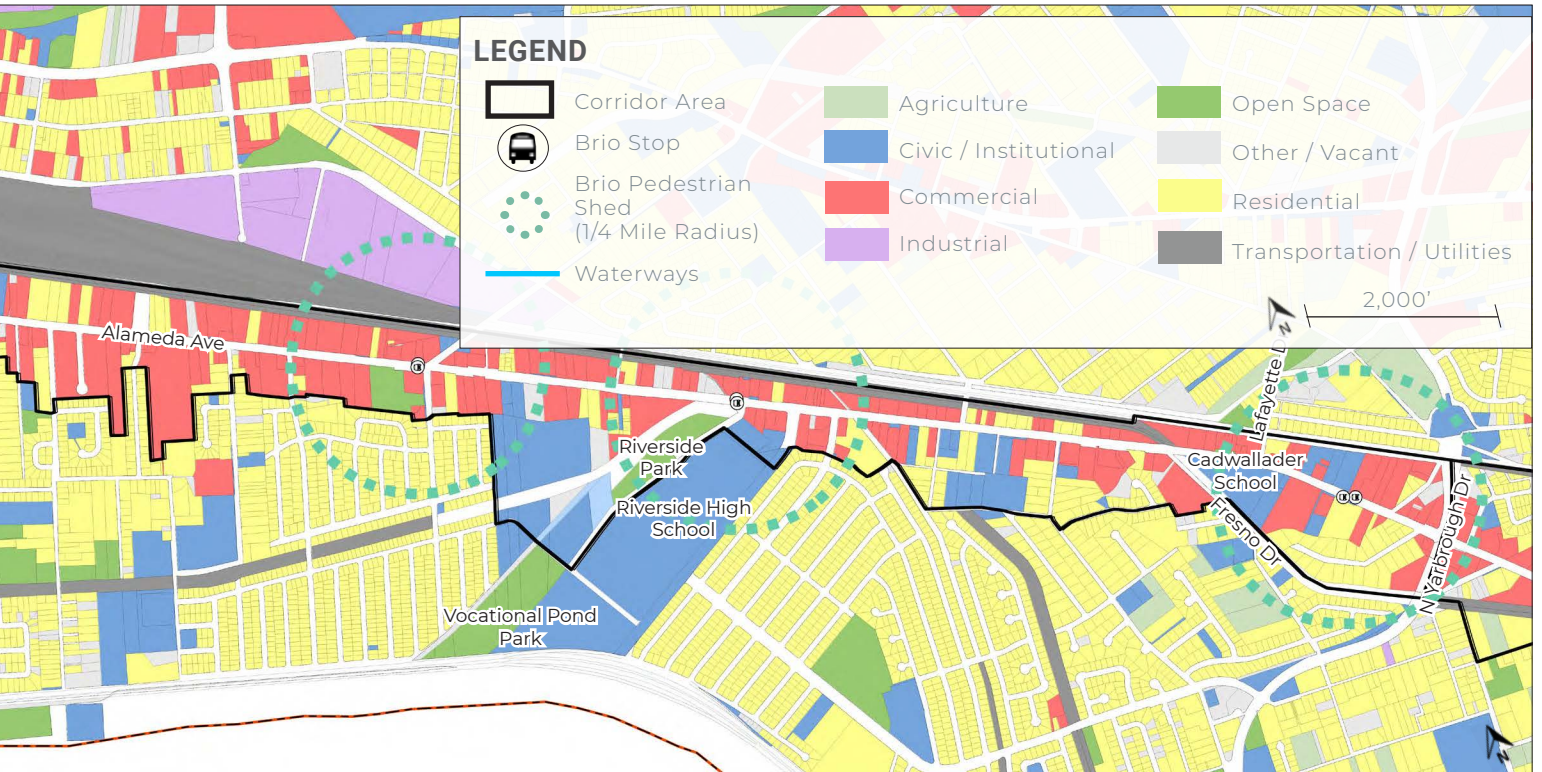 LEGEND
Corridor Area
Brio Stop
Brio Pedestrian
Shed
(1/4 Mile Radius)
Waterways
Agriculture
Civic / Institutional
Commercial
Industrial
Open Space
Other / Vacant
Residential
Transportation / Utilities
2,000'
N
Alameda Ave
Riverside
Park
Riverside High
School
Vocational Pond
Park
Lafayette D
Cadwallader
School
Fresno Dr
N Yarbrough Dr
N